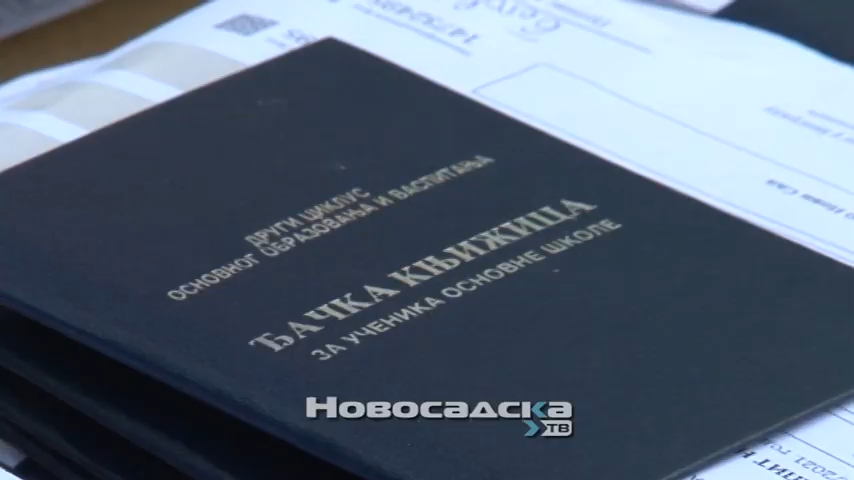 ДРУГИ ЦИКЛУС
ОСНОВНОГ ОБРАЗОВАЊА И ВАСПИТАЊА
ЂАЧКА КЊИЖИЦА
ЗА УЧЕНИКА ОСНОВНЕ ШКОЛЕ
НОВОСАДСКА
ТВ